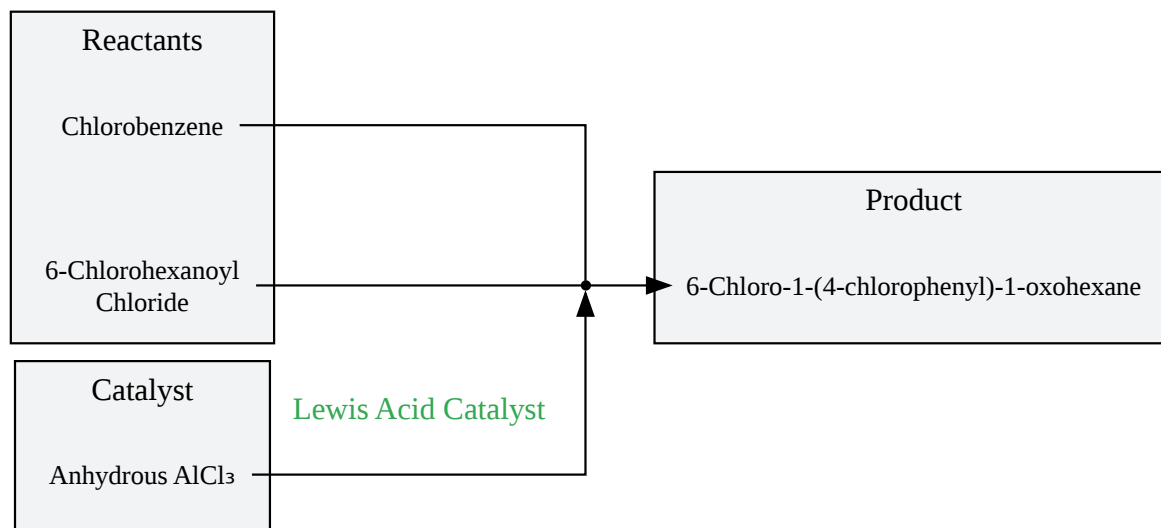 Reactants
Chlorobenzene
6-Chlorohexanoyl
Chloride
Product
6-Chloro-1-(4-chlorophenyl)-1-oxohexane
Catalyst
Lewis Acid Catalyst
Anhydrous AlCl₃